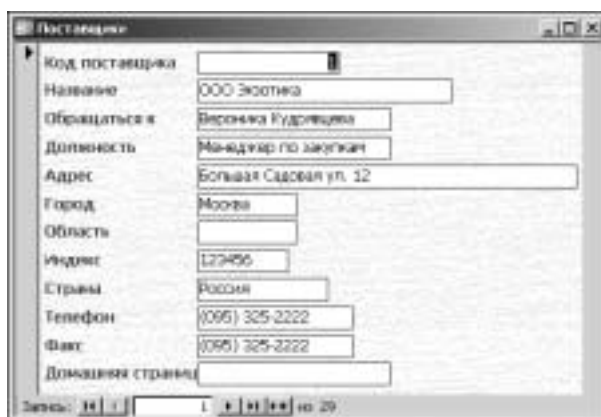 Поставщики
Код поставщика 1
Название ООО Экзотика
Обращаться к Вероника Кудрявцева
Должность Менеджер по закупкам
Адрес Большая Садовая ул. 12
Город Москва
Область
Индекс 123456
Страна Россия
Телефон (095) 325-2222
Факс (095) 325-2222
Домашняя страниц
Запись: 1 из 29